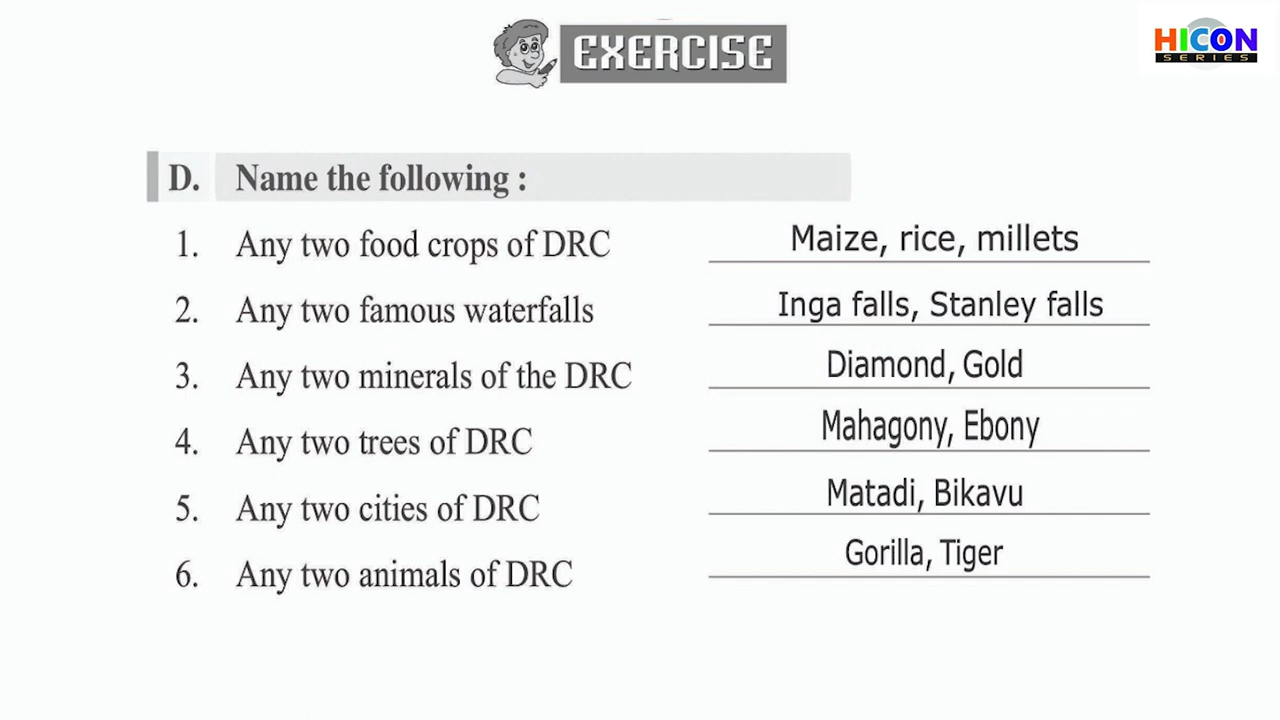 EXERCISE
HICON
SERIES
D. Name the following :
1. Any two food crops of DRC Maize, rice, millets
2. Any two famous waterfalls Inga falls, Stanley falls
3. Any two minerals of the DRC Diamond, Gold
4. Any two trees of DRC Mahagony, Ebony
5. Any two cities of DRC Matadi, Bikavu
6. Any two animals of DRC Gorilla, Tiger